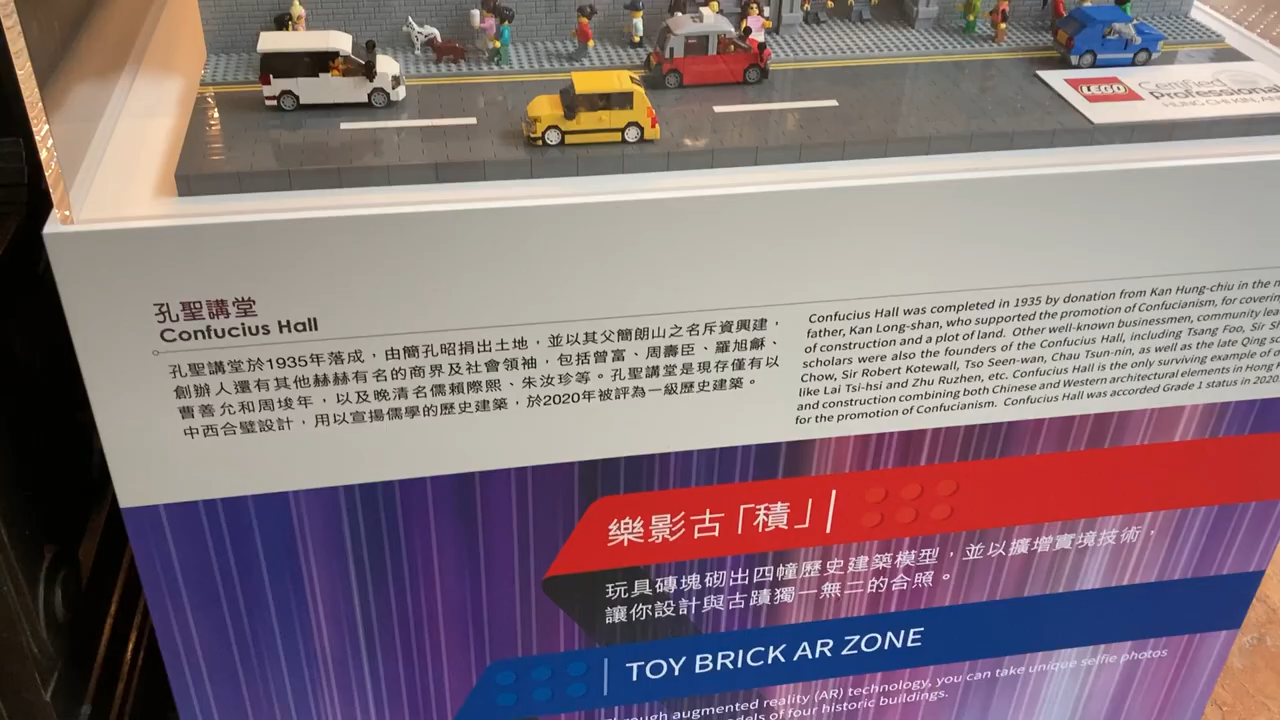 LEGO
Certified
Professional
孔聖講堂
Confucius Hall
孔聖講堂於1935年落成，由簡孔昭捐出土地，並以其父簡朗山之名斥資興建，
創辦人還有其他赫赫有名的商界及社會領袖，包括曾富、周壽臣、羅旭龢、
曹善允和周埈年，以及晚清名儒賴際熙、朱汝珍等。孔聖講堂是現存僅有以
中西合璧設計，用以宣揚儒學的歷史建築，於2020年被評為一級歷史建築。
Confucius Hall was completed in 1935 by donation from Kan Hung-chiu in the
father, Kan Long-shan, who supported the promotion of Confucianism, for
of construction and a plot of land. Other well-known businessmen, community
scholars were also the founders of the Confucius Hall, including Tsang Foo, Sir
Chow, Sir Robert Kotewall, Tso Seen-wan, Chau Tsun-nin, as well as the late Qing
like Lai Tsi-hsi and Zhu Ruzhen, etc. Confucius Hall is the only surviving example of
and construction combining both Chinese and Western architectural elements in Hong
for the promotion of Confucianism. Confucius Hall was accorded Grade 1 status in 2020
樂影古「積」
玩具磚塊砌出四幢歷史建築模型，並以擴增實境技術，
讓你設計與古蹟獨一無二的合照。
TOY BRICK AR ZONE
augmented reality (AR) technology, you can take unique selfie photos
of four historic buildings.